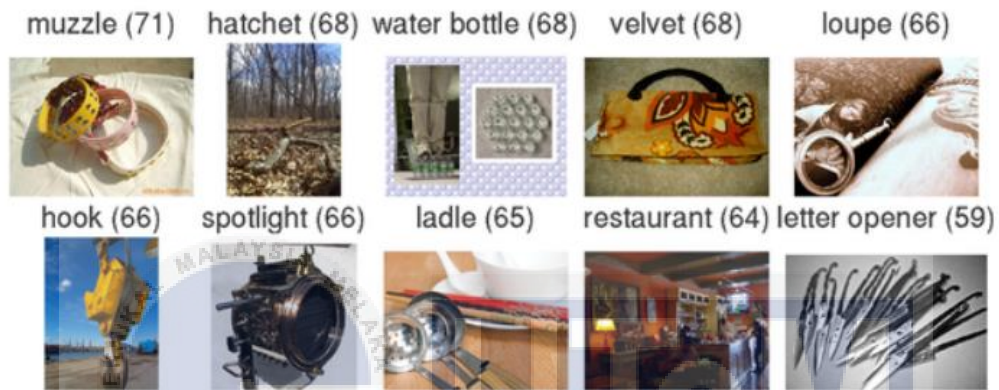 muzzle (71) hatchet (68) water bottle (68) velvet (68) loupe (66)
hook (66) spotlight (66) ladle (65) restaurant (64) letter opener (59)
MALAYSIA